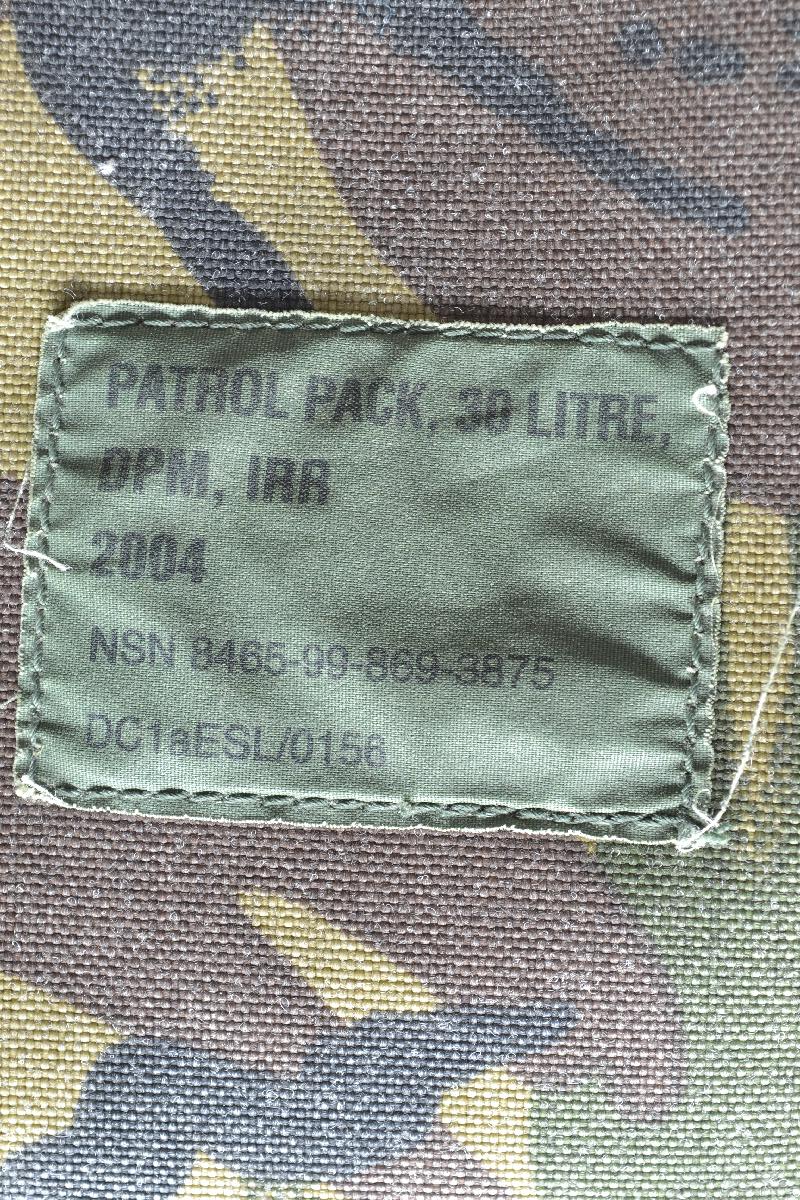 PATROL PACK. 30 LITRE,
DPM, IRR
2004
NSN 8465-99-869-3875
DC1aESL/0156